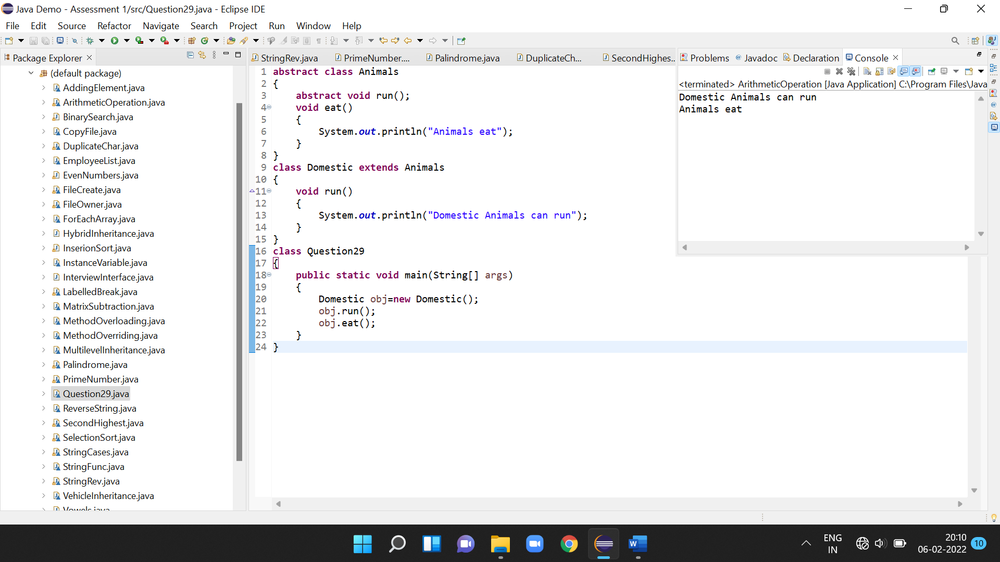 Java Demo - Assessment 1/src/Question29.java - Eclipse IDE
File Edit Source Refactor Navigate Search Project Run Window Help
Package Explorer
(default package)
AddingElement.java
ArithmeticOperation.java
BinarySearch.java
CopyFile.java
DuplicateChar.java
EmployeeList.java
EvenNumbers.java
FileCreate.java
FileOwner.java
ForEachArray.java
HybridInheritance.java
InserionSort.java
InstanceVariable.java
InterviewInterface.java
LabelledBreak.java
MatrixSubtraction.java
MethodOverloading.java
MethodOverriding.java
MultilevelInheritance.java
Palindrome.java
PrimeNumber.java
Question29.java
ReverseString.java
SecondHighest.java
SelectionSort.java
StringCases.java
StringFunc.java
StringRev.java
VehicleInheritance.java
Vowels.java
StringRev.java PrimeNumber.... Palindrome.java DuplicateCh... SecondHighes...
1 abstract class Animals
2 {
3 abstract void run();
4 void eat()
5 {
6 System.out.println("Animals eat");
7 }
8 }
9 class Domestic extends Animals
10 {
11 void run()
12 {
13 System.out.println("Domestic Animals can run");
14 }
15 }
16 class Question29
17 {
18 public static void main(String[] args)
19 {
20 Domestic obj=new Domestic();
21 obj.run();
22 obj.eat();
23 }
24 }
Problems @ Javadoc Declaration Console
<terminated> ArithmeticOperation [Java Application] C:\Program Files\Java
Domestic Animals can run
Animals eat
ENG
IN
20:10
06-02-2022
10